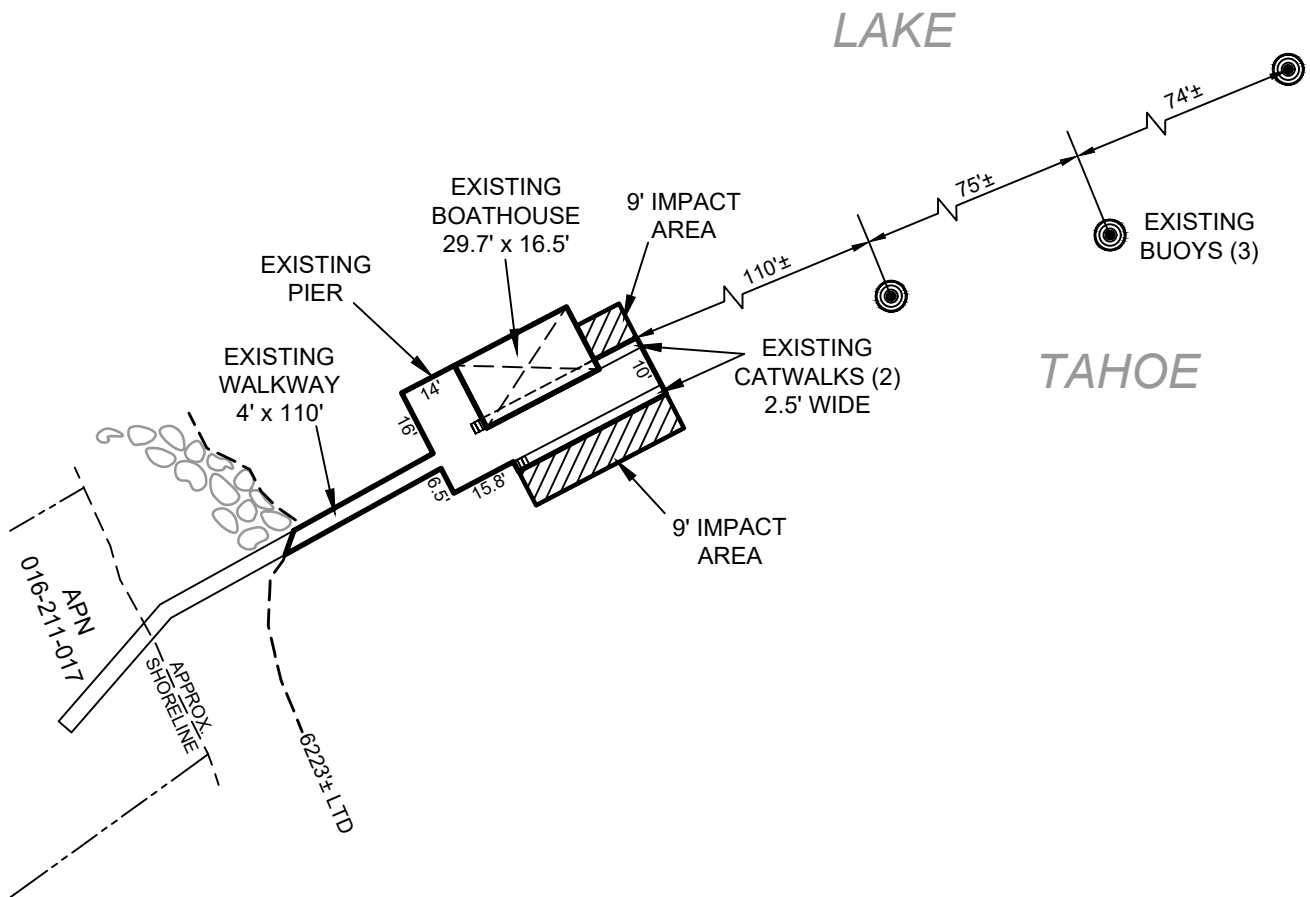 LAKE
74'±
75'±
EXISTING
BUOYS (3)
110'±
EXISTING
BOATHOUSE
29.7' x 16.5'
9' IMPACT
AREA
EXISTING
PIER
EXISTING
WALKWAY
4' x 110'
14'
16'
10'
EXISTING
CATWALKS (2)
2.5' WIDE
TAHOE
6.5'
15.8'
9' IMPACT
AREA
APN
016-211-017
APPROX.
SHORELINE
6223'± LTD